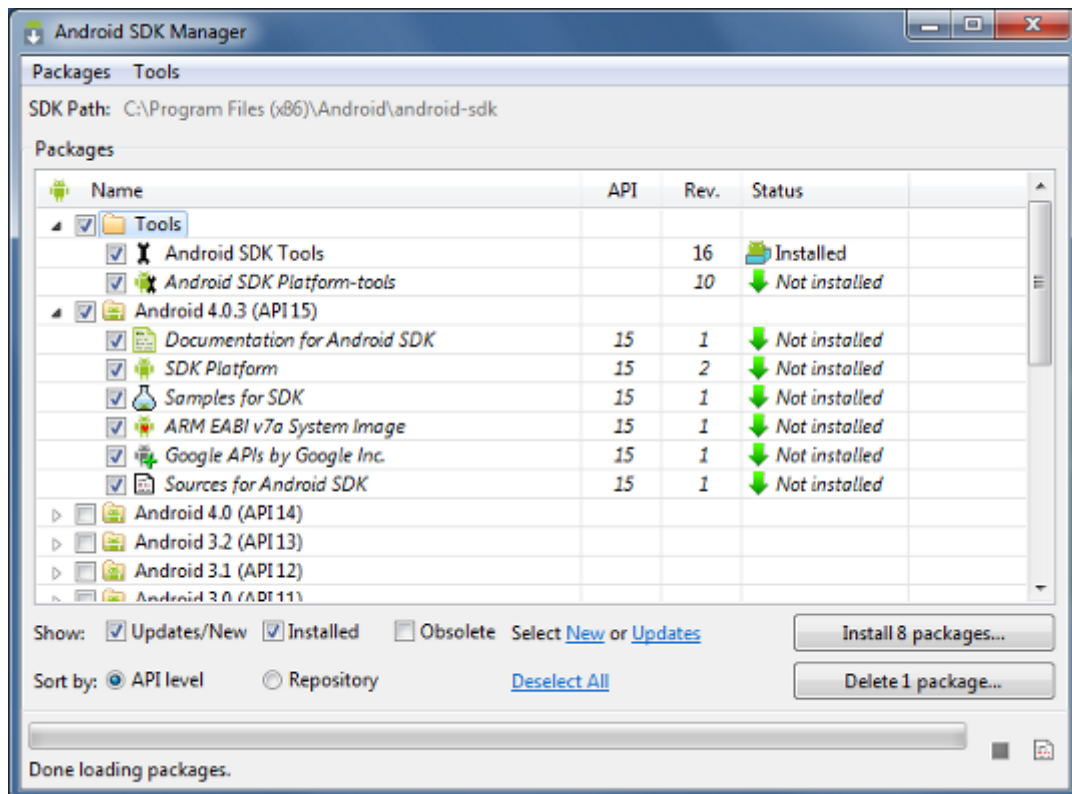 Android SDK Manager
Packages Tools
SDK Path: C:\Program Files (x86)\Android\android-sdk
Packages
Name API Rev. Status
Tools
Android SDK Tools 16 Installed
Android SDK Platform-tools 10 Not installed
Android 4.0.3 (API 15)
Documentation for Android SDK 15 1 Not installed
SDK Platform 15 2 Not installed
Samples for SDK 15 1 Not installed
ARM EABI v7a System Image 15 1 Not installed
Google APIs by Google Inc. 15 1 Not installed
Sources for Android SDK 15 1 Not installed
Android 4.0 (API 14)
Android 3.2 (API 13)
Android 3.1 (API 12)
Android 3.0 (API 11)
Show: Updates/New Installed Obsolete Select New or Updates Install 8 packages...
Sort by: API level Repository Deselect All Delete 1 package...
Done loading packages.